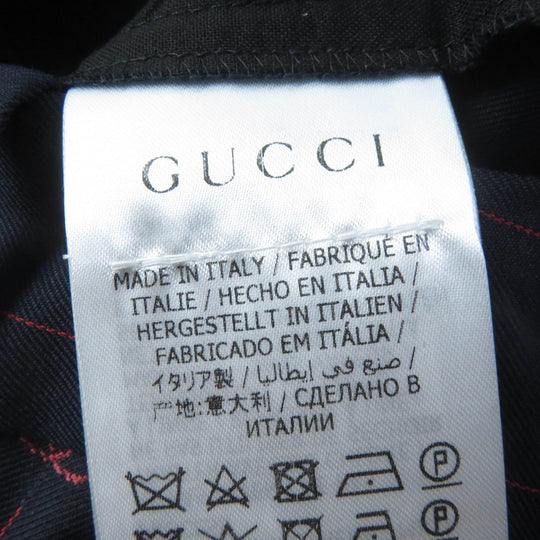 GUCCI
MADE IN ITALY / FABRIQUÉ EN
ITALIE / HECHO EN ITALIA /
HERGESTELLT IN ITALIEN /
FABRICADO EM ITÁLIA /
イタリア製 / صنع في إيطاليا /
产地:意大利 / СДЕЛАНО В
ИТАЛИИ
P
P